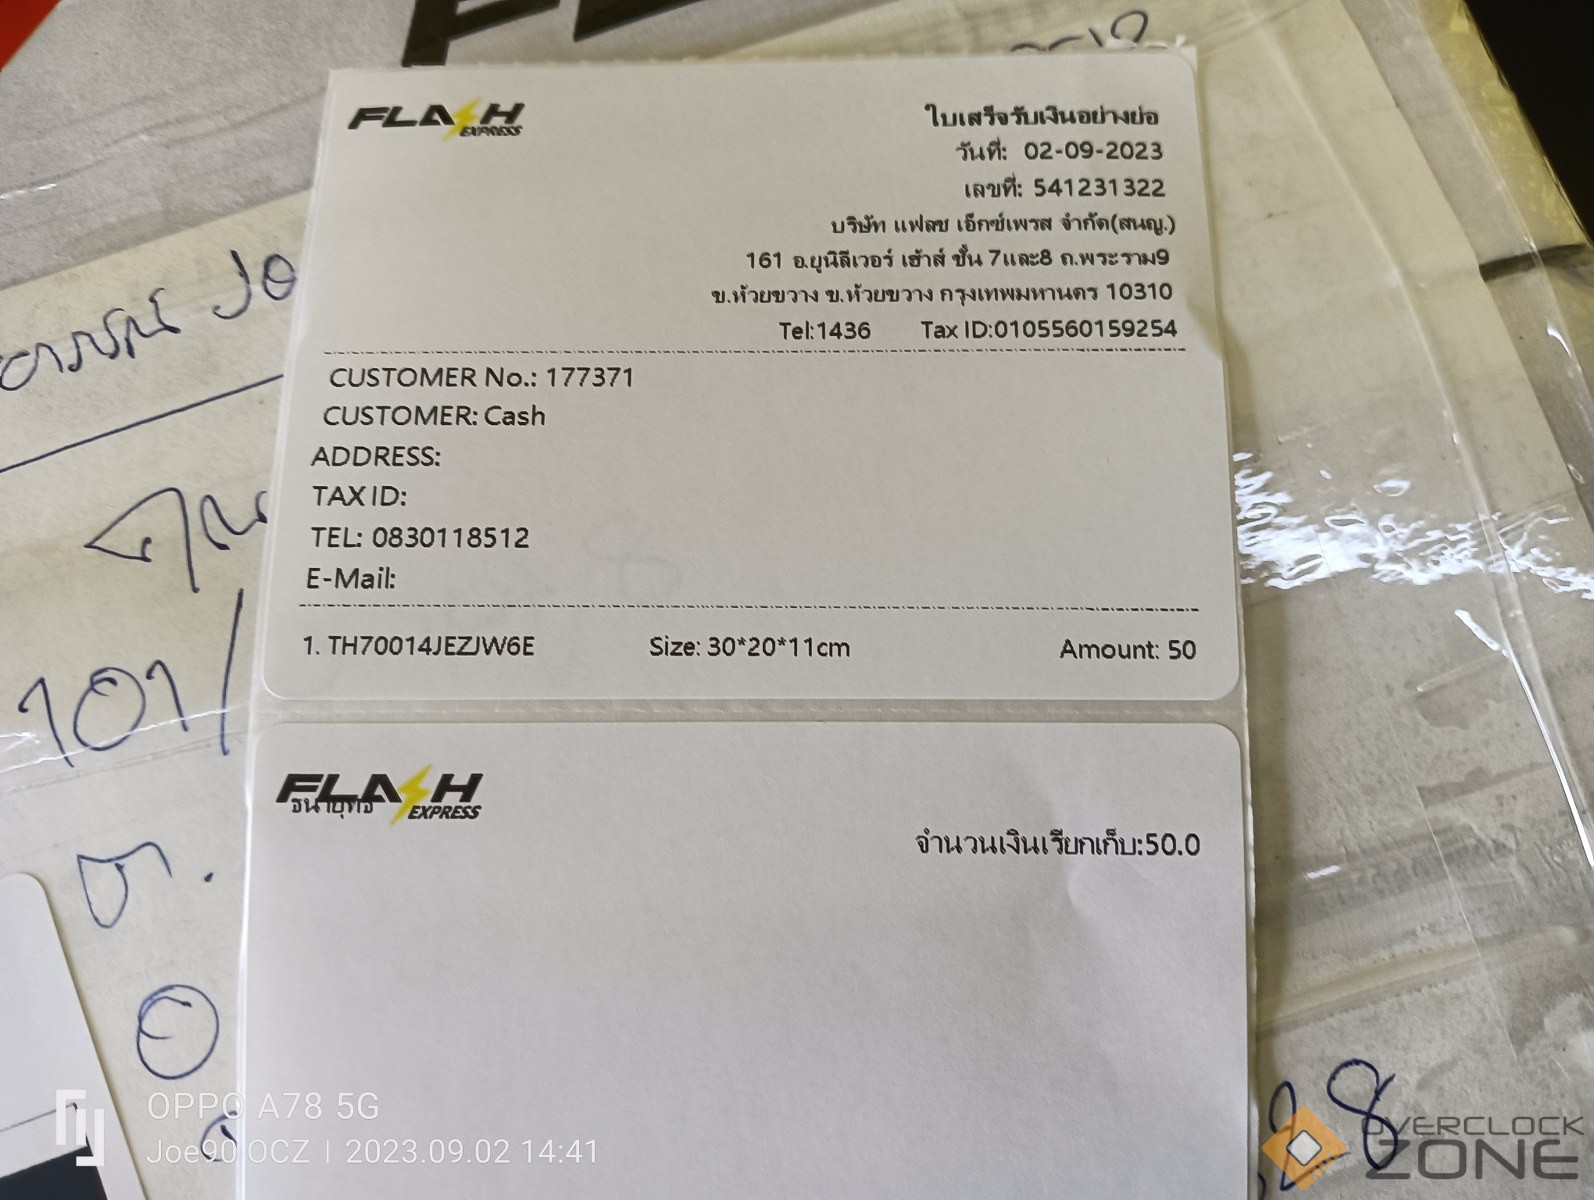 FLASH EXPRESS
ใบเสร็จรับเงินอย่างย่อ
วันที่: 02-09-2023
เลขที่: 541231322
บริษัท แฟลช เอ็กซ์เพรส จำกัด(สนญ.)
161 อ.ยูนิลีเวอร์ เฮ้าส์ ชั้น 7และ8 ถ.พระราม9
ข.ห้วยขวาง ข.ห้วยขวาง กรุงเทพมหานคร 10310
Tel:1436 Tax ID:0105560159254
CUSTOMER No.: 177371
CUSTOMER: Cash
ADDRESS:
TAX ID:
TEL: 0830118512
E-Mail:
1. TH70014JEZJW6E Size: 30*20*11cm Amount: 50
FLASH EXPRESS
ธนายุทธ
จำนวนเงินเรียกเก็บ:50.0
101/
OPPO A78 5G
Joe90 OCZ | 2023.09.02 14:41
OVERCLOCK
ZONE